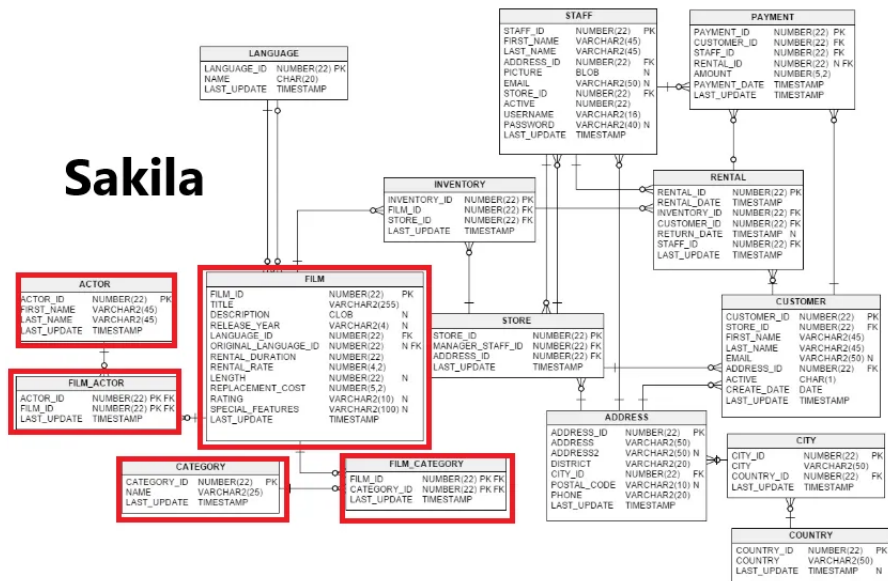 STAFF
STAFF_ID NUMBER(22) PK
FIRST_NAME VARCHAR2(45)
LAST_NAME VARCHAR2(45)
ADDRESS_ID NUMBER(22) FK
PICTURE BLOB N
EMAIL VARCHAR2(50) N
STORE_ID NUMBER(22) FK
ACTIVE NUMBER(22)
USERNAME VARCHAR2(16)
PASSWORD VARCHAR2(40) N
LAST_UPDATE TIMESTAMP
PAYMENT
PAYMENT_ID NUMBER(22) PK
CUSTOMER_ID NUMBER(22) FK
STAFF_ID NUMBER(22) FK
RENTAL_ID NUMBER(22) N FK
AMOUNT NUMBER(5,2)
PAYMENT_DATE TIMESTAMP
LAST_UPDATE TIMESTAMP
LANGUAGE
LANGUAGE_ID NUMBER(22) PK
NAME CHAR(20)
LAST_UPDATE TIMESTAMP
Sakila
INVENTORY
INVENTORY_ID NUMBER(22) PK
FILM_ID NUMBER(22) FK
STORE_ID NUMBER(22) FK
LAST_UPDATE TIMESTAMP
RENTAL
RENTAL_ID NUMBER(22) PK
RENTAL_DATE TIMESTAMP
INVENTORY_ID NUMBER(22) FK
CUSTOMER_ID NUMBER(22) FK
RETURN_DATE TIMESTAMP N
STAFF_ID NUMBER(22) FK
LAST_UPDATE TIMESTAMP
ACTOR
ACTOR_ID NUMBER(22) PK
FIRST_NAME VARCHAR2(45)
LAST_NAME VARCHAR2(45)
LAST_UPDATE TIMESTAMP
FILM
FILM_ID NUMBER(22) PK
TITLE VARCHAR2(255)
DESCRIPTION CLOB N
RELEASE_YEAR VARCHAR2(4) N
LANGUAGE_ID NUMBER(22) FK
ORIGINAL_LANGUAGE_ID NUMBER(22) N FK
RENTAL_DURATION NUMBER(22)
RENTAL_RATE NUMBER(4,2)
LENGTH NUMBER(22) N
REPLACEMENT_COST NUMBER(5,2)
RATING VARCHAR2(10) N
SPECIAL_FEATURES VARCHAR2(100) N
LAST_UPDATE TIMESTAMP
STORE
STORE_ID NUMBER(22) PK
MANAGER_STAFF_ID NUMBER(22) FK
ADDRESS_ID NUMBER(22) FK
LAST_UPDATE TIMESTAMP
CUSTOMER
CUSTOMER_ID NUMBER(22) PK
STORE_ID NUMBER(22) FK
FIRST_NAME VARCHAR2(45)
LAST_NAME VARCHAR2(45)
EMAIL VARCHAR2(50) N
ADDRESS_ID NUMBER(22) FK
ACTIVE CHAR(1)
CREATE_DATE DATE
LAST_UPDATE TIMESTAMP
FILM_ACTOR
ACTOR_ID NUMBER(22) PK FK
FILM_ID NUMBER(22) PK FK
LAST_UPDATE TIMESTAMP
CATEGORY
CATEGORY_ID NUMBER(22) PK
NAME VARCHAR2(25)
LAST_UPDATE TIMESTAMP
FILM_CATEGORY
FILM_ID NUMBER(22) PK FK
CATEGORY_ID NUMBER(22) PK FK
LAST_UPDATE TIMESTAMP
ADDRESS
ADDRESS_ID NUMBER(22) PK
ADDRESS VARCHAR2(50)
ADDRESS2 VARCHAR2(50) N
DISTRICT VARCHAR2(20)
CITY_ID NUMBER(22) FK
POSTAL_CODE VARCHAR2(10) N
PHONE VARCHAR2(20)
LAST_UPDATE TIMESTAMP
CITY
CITY_ID NUMBER(22) PK
CITY VARCHAR2(50)
COUNTRY_ID NUMBER(22) FK
LAST_UPDATE TIMESTAMP
COUNTRY
COUNTRY_ID NUMBER(22) PK
COUNTRY VARCHAR2(50)
LAST_UPDATE TIMESTAMP N